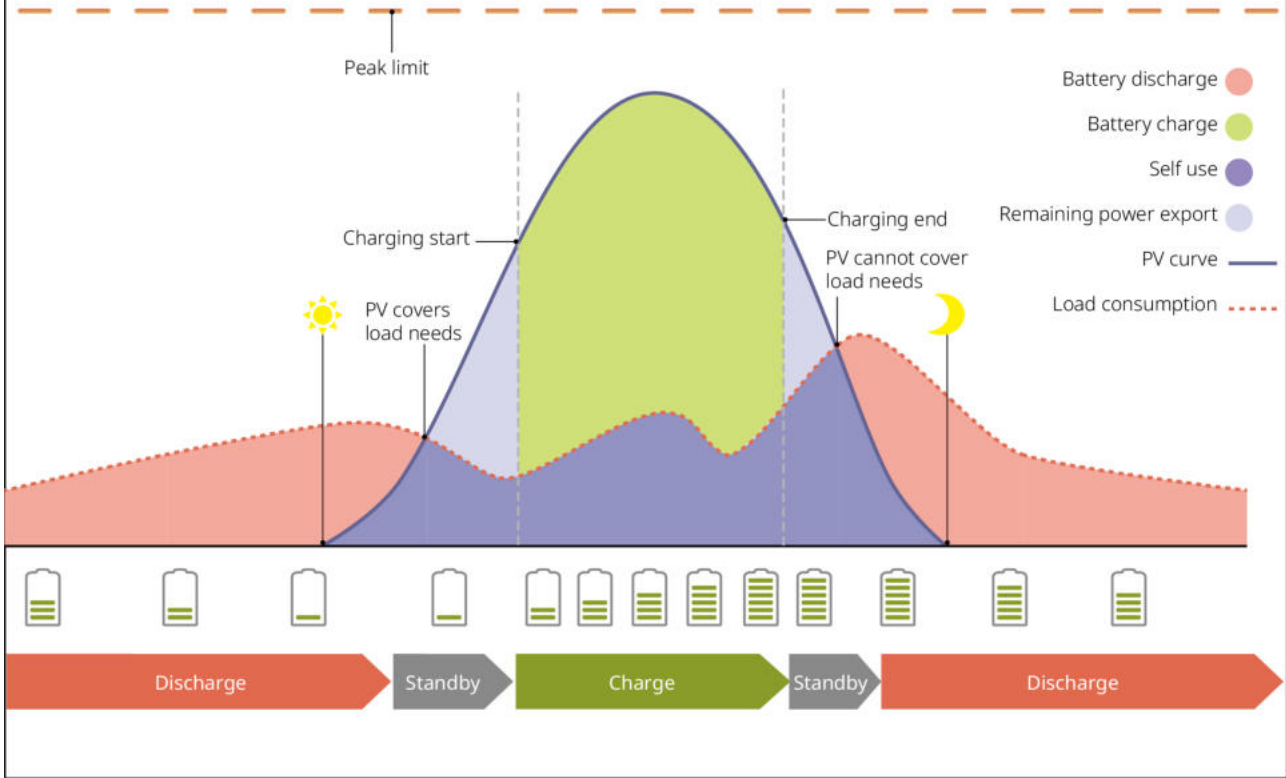 Peak limit
Battery discharge
Battery charge
Self use
Remaining power export
PV curve
Load consumption
Charging start
Charging end
PV cannot cover
load needs
PV covers
load needs
Discharge
Standby
Charge
Standby
Discharge